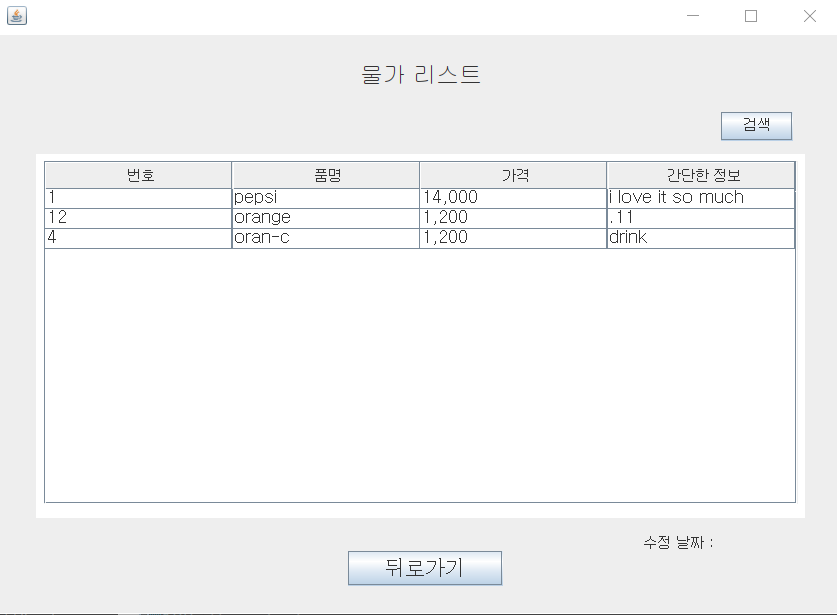 물가 리스트
검색
번호 품명 가격 간단한 정보
1 pepsi 14,000 i love it so much
12 orange 1,200 .11
4 oran-c 1,200 drink
수정 날짜 :
뒤로가기